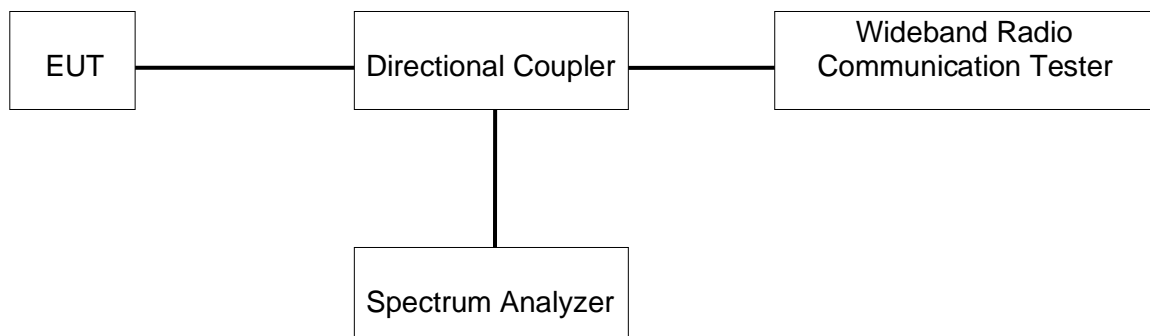 EUT
Directional Coupler
Wideband Radio
Communication Tester
Spectrum Analyzer